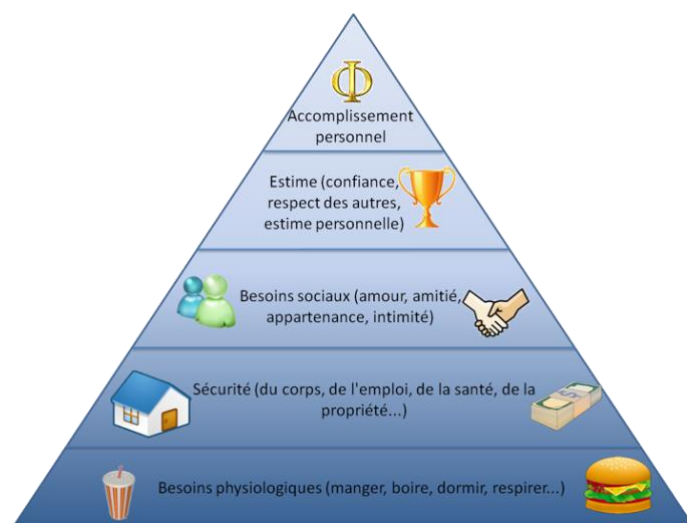 Φ
Accomplissement
personnel
Estime (confiance,
respect des autres,
estime personnelle)
Besoins sociaux (amour, amitié,
appartenance, intimité)
Sécurité (du corps, de l'emploi, de la santé, de la
propriété...)
Besoins physiologiques (manger, boire, dormir, respirer...)